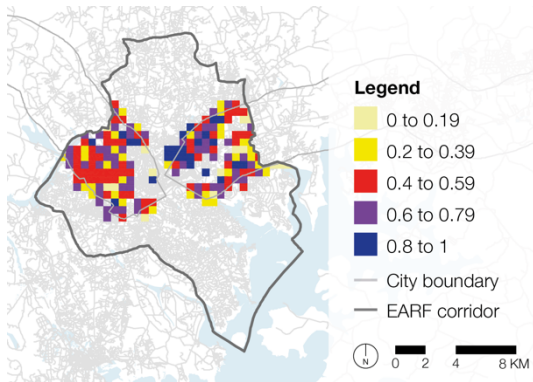 Legend
0 to 0.19
0.2 to 0.39
0.4 to 0.59
0.6 to 0.79
0.8 to 1
City boundary
EARF corridor
N
0 2 4 8 KM